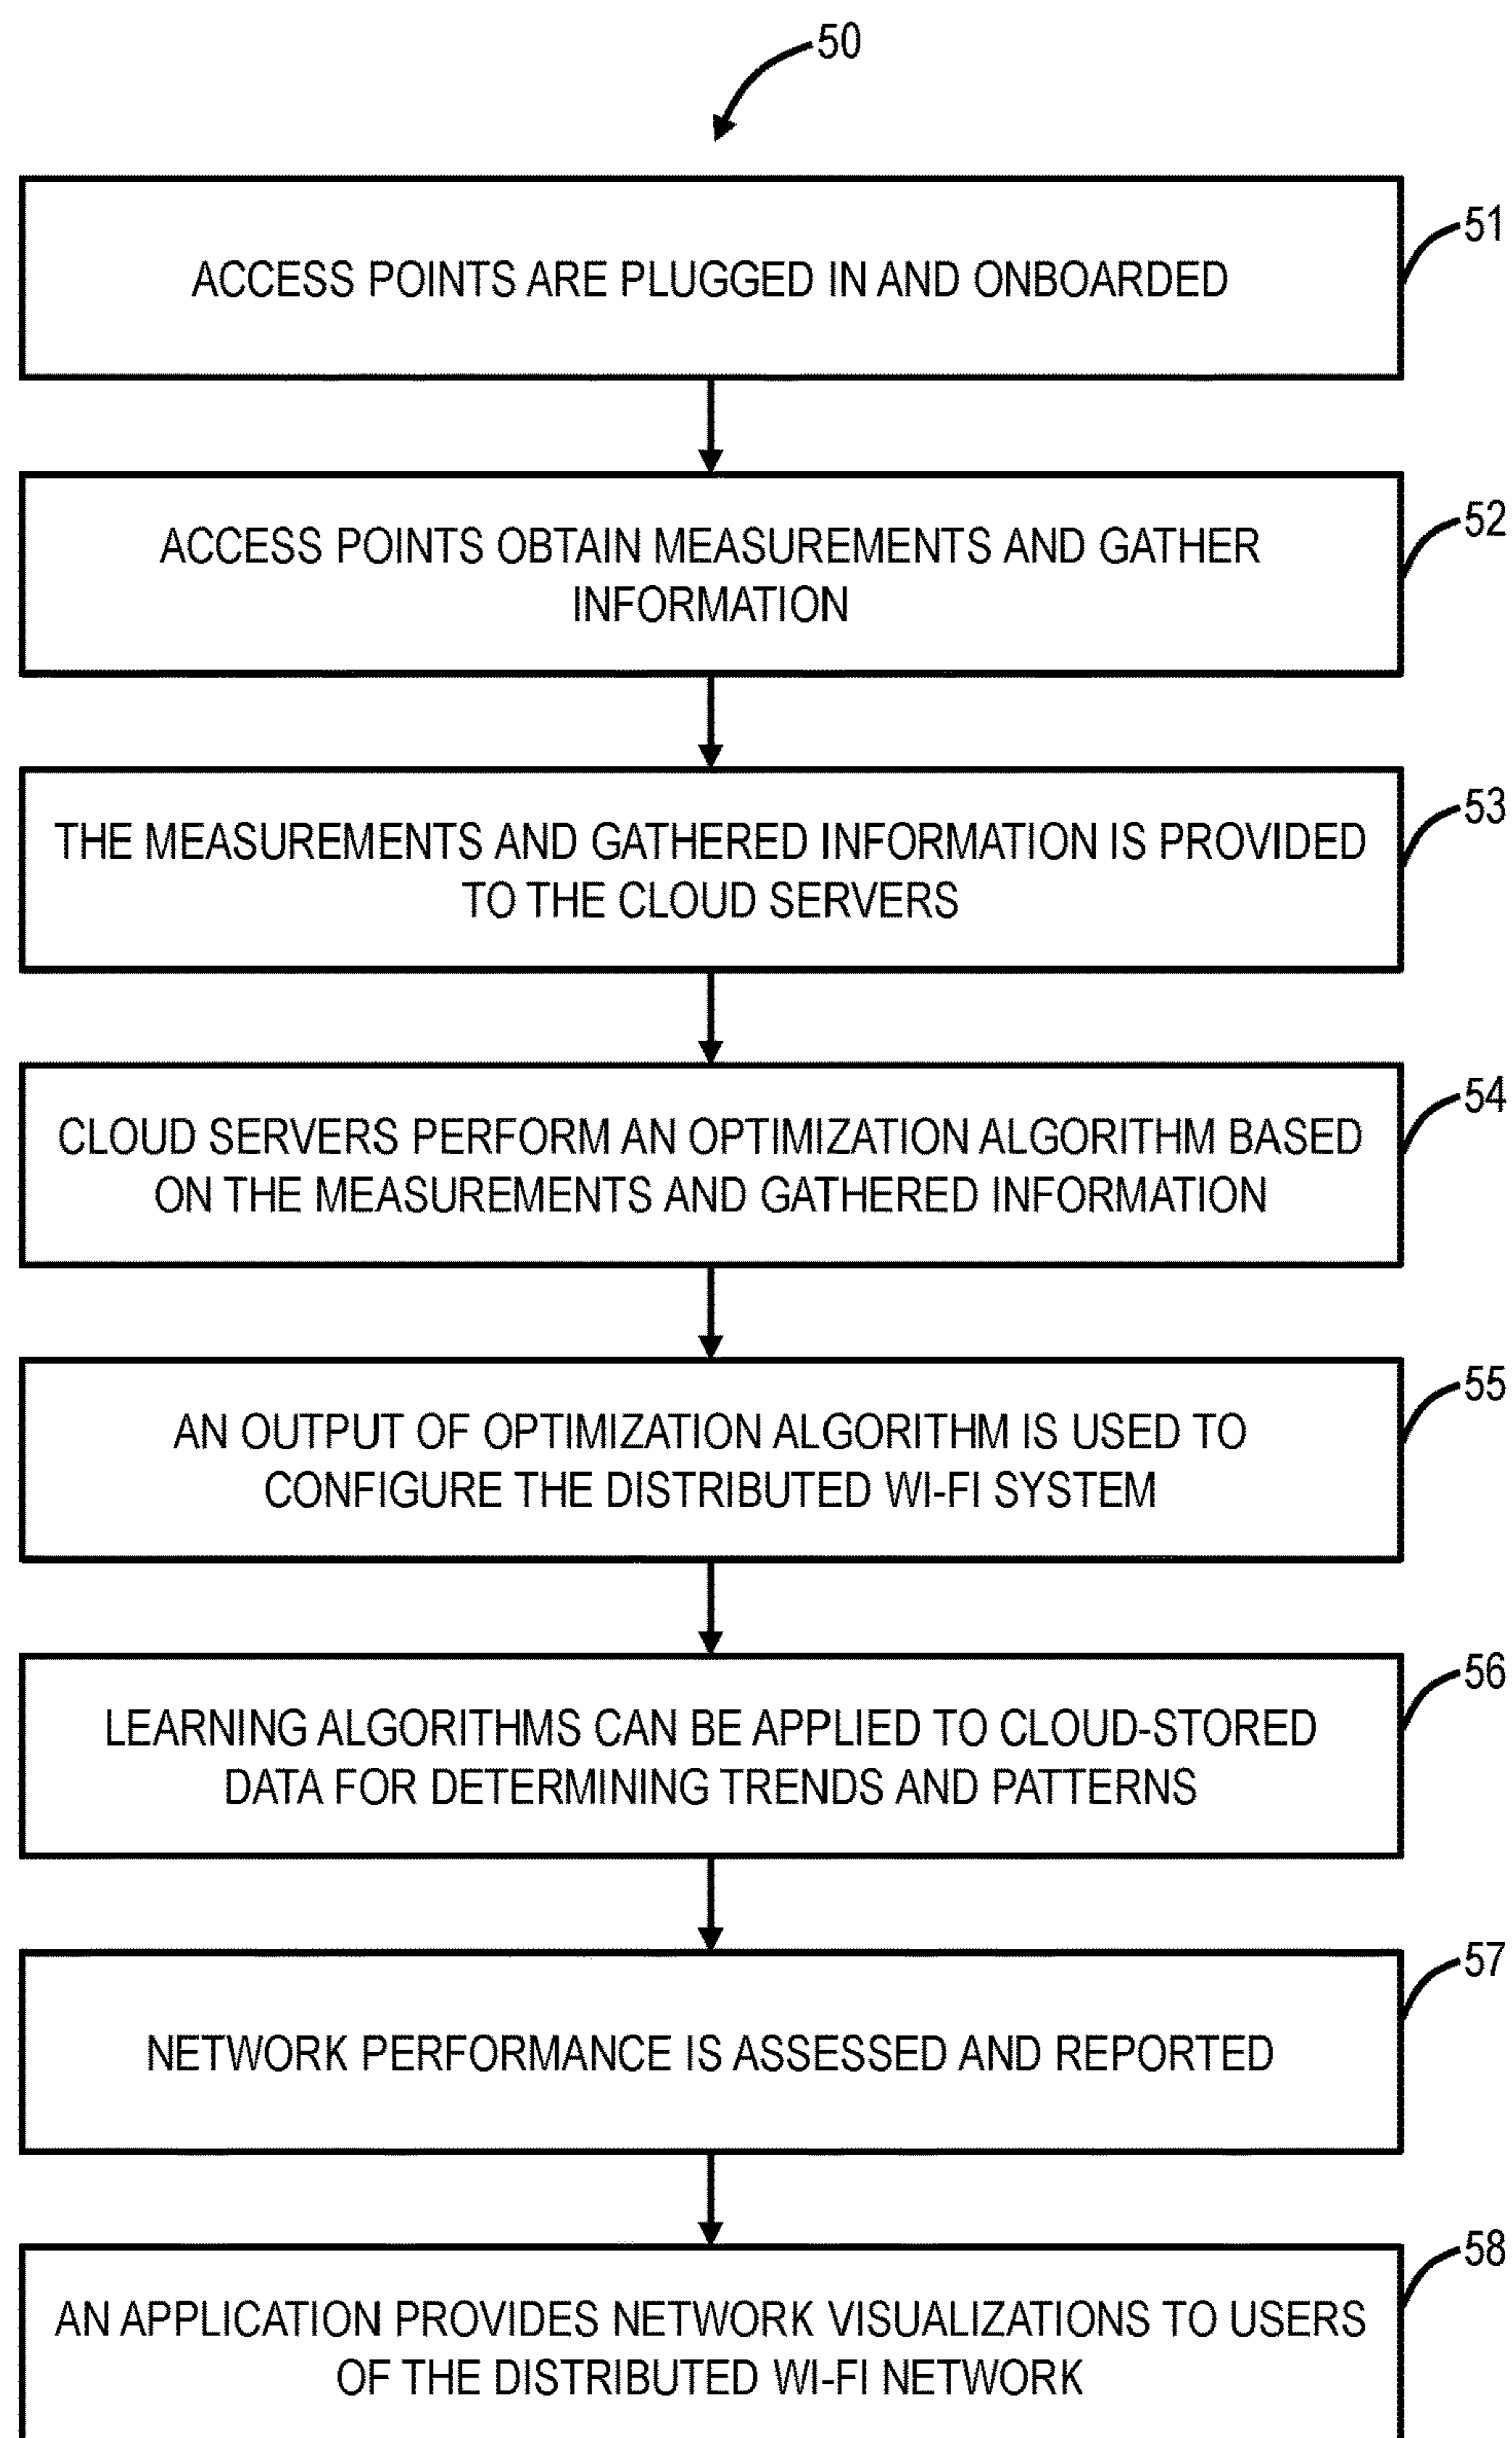 50
ACCESS POINTS ARE PLUGGED IN AND ONBOARDED
51
ACCESS POINTS OBTAIN MEASUREMENTS AND GATHER
INFORMATION
52
THE MEASUREMENTS AND GATHERED INFORMATION IS PROVIDED
TO THE CLOUD SERVERS
53
CLOUD SERVERS PERFORM AN OPTIMIZATION ALGORITHM BASED
ON THE MEASUREMENTS AND GATHERED INFORMATION
54
AN OUTPUT OF OPTIMIZATION ALGORITHM IS USED TO
CONFIGURE THE DISTRIBUTED WI-FI SYSTEM
55
LEARNING ALGORITHMS CAN BE APPLIED TO CLOUD-STORED
DATA FOR DETERMINING TRENDS AND PATTERNS
56
NETWORK PERFORMANCE IS ASSESSED AND REPORTED
57
AN APPLICATION PROVIDES NETWORK VISUALIZATIONS TO USERS
OF THE DISTRIBUTED WI-FI NETWORK
58